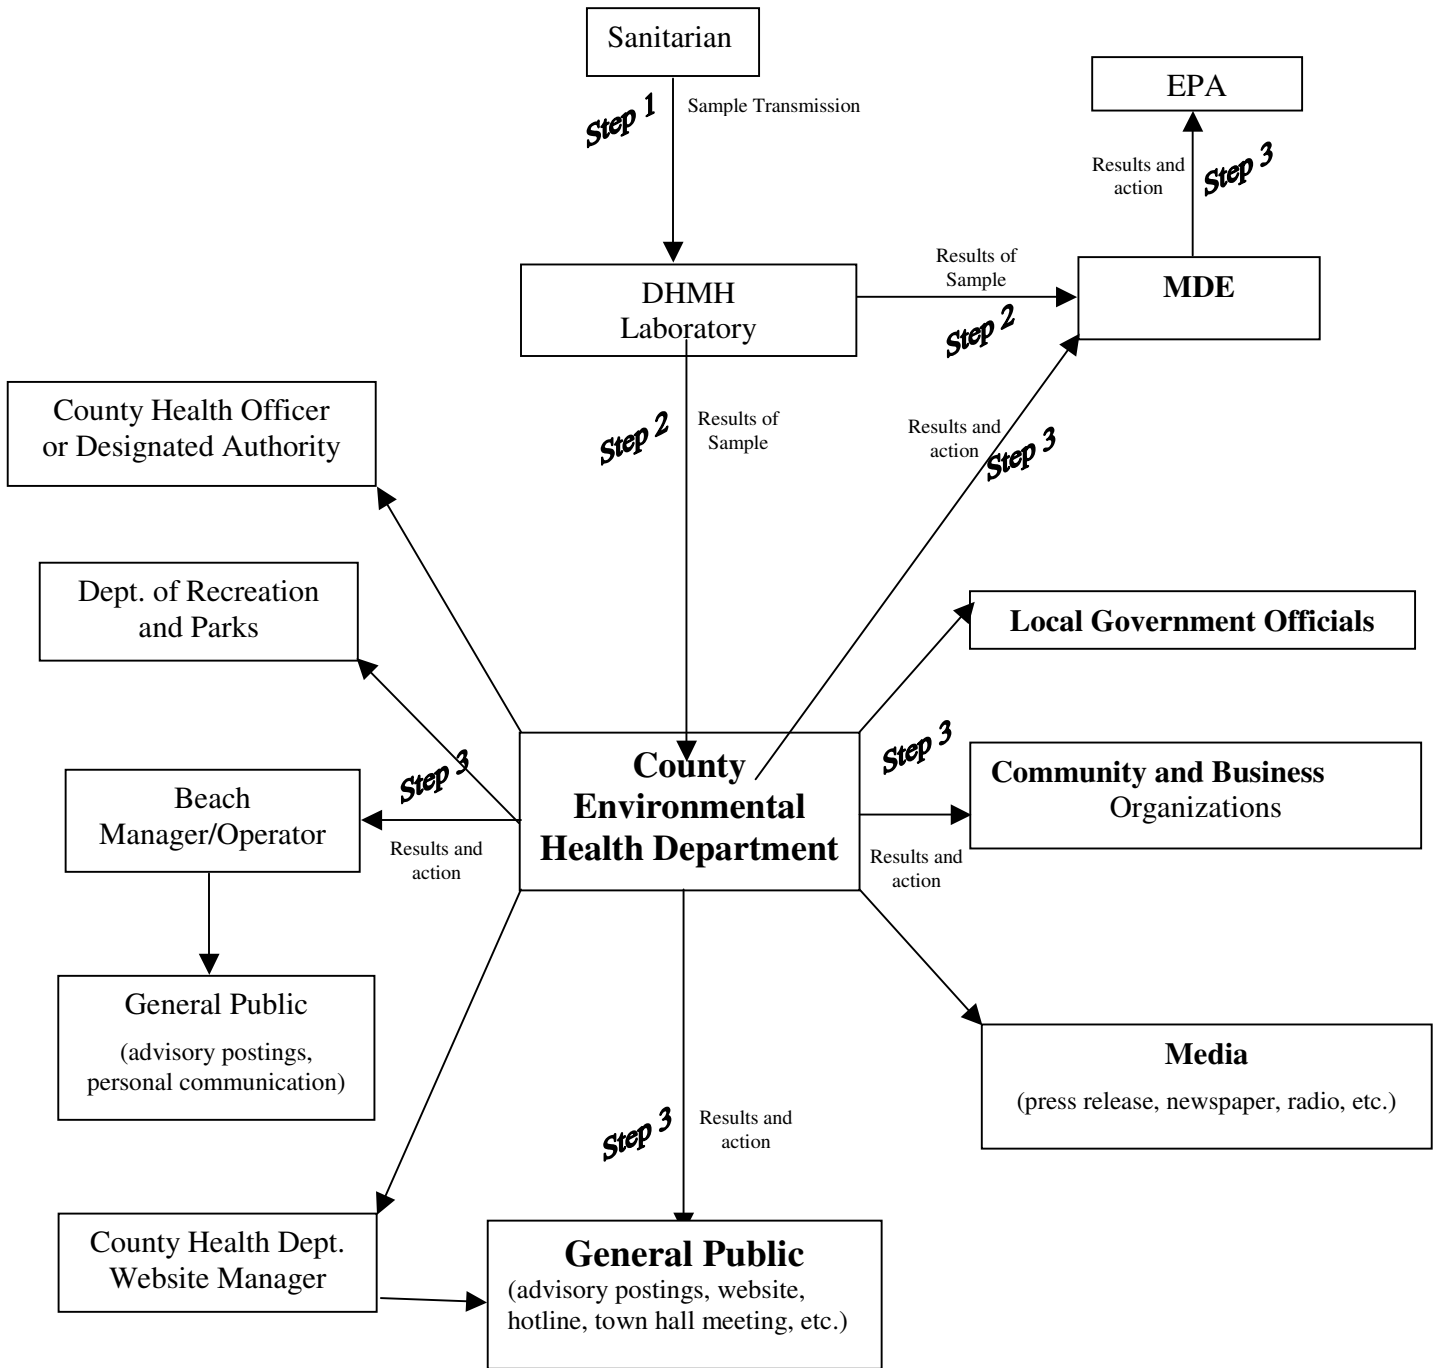 Sanitarian
Step 1
Sample Transmission
EPA
Results and
action
Step 3
DHMH
Laboratory
Results of
Sample
Step 2
MDE
County Health Officer
or Designated Authority
Step 2
Results of
Sample
Results and
action
Step 3
Dept. of Recreation
and Parks
Local Government Officials
Beach
Manager/Operator
Step 3
Results and
action
County
Environmental
Health Department
Step 3
Results and
action
Community and Business
Organizations
General Public
(advisory postings,
personal communication)
Media
(press release, newspaper, radio, etc.)
Step 3
Results and
action
County Health Dept.
Website Manager
General Public
(advisory postings, website,
hotline, town hall meeting, etc.)